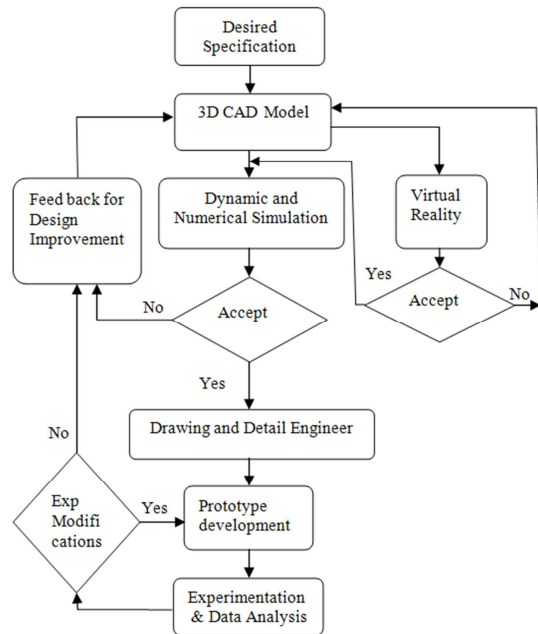 Desired
Specification
3D CAD Model
Feed back for
Design
Improvement
Dynamic and
Numerical Simulation
Virtual
Reality
Yes
Accept
No
No
Accept
Yes
Drawing and Detail Engineer
No
Exp
Modifi
cations
Yes
Prototype
development
Experimentation
& Data Analysis